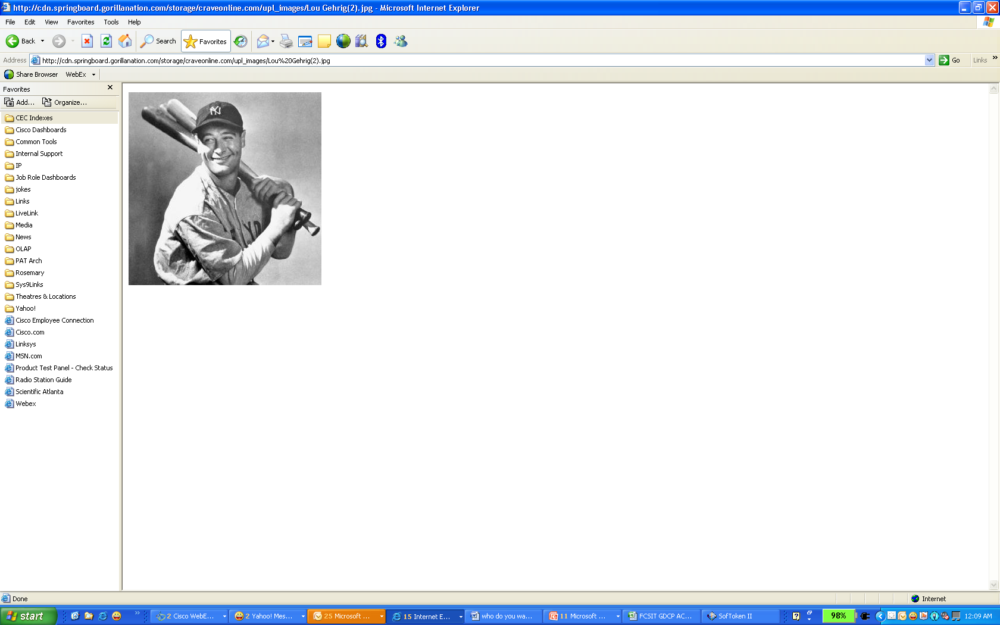 http://cdn.springboard.gorillanation.com/storage/craveonline.com/upl_images/Lou Gehrig(2).jpg - Microsoft Internet Explorer
File Edit View Favorites Tools Help
Back Search Favorites
Address http://cdn.springboard.gorillanation.com/storage/craveonline.com/upl_images/Lou%20Gehrig(2).jpg Go Links »
Share Browser WebEx
Favorites
Add... Organize...
CEC Indexes
Cisco Dashboards
Common Tools
Internal Support
IP
Job Role Dashboards
jokes
Links
LiveLink
Media
News
OLAP
PAT Arch
Rosemary
Sys9Links
Theatres & Locations
Yahoo!
Cisco Employee Connection
Cisco.com
Linksys
MSN.com
Product Test Panel - Check Status
Radio Station Guide
Scientific Atlanta
Webex
NY
Done Internet
start » 2 Cisco WebE... 2 Yahoo! Mes... 25 Microsoft ... 15 Internet E... who do you wa... 11 Microsoft ... FCSIT GDCP AC... SofToken II 98% 12:09 AM